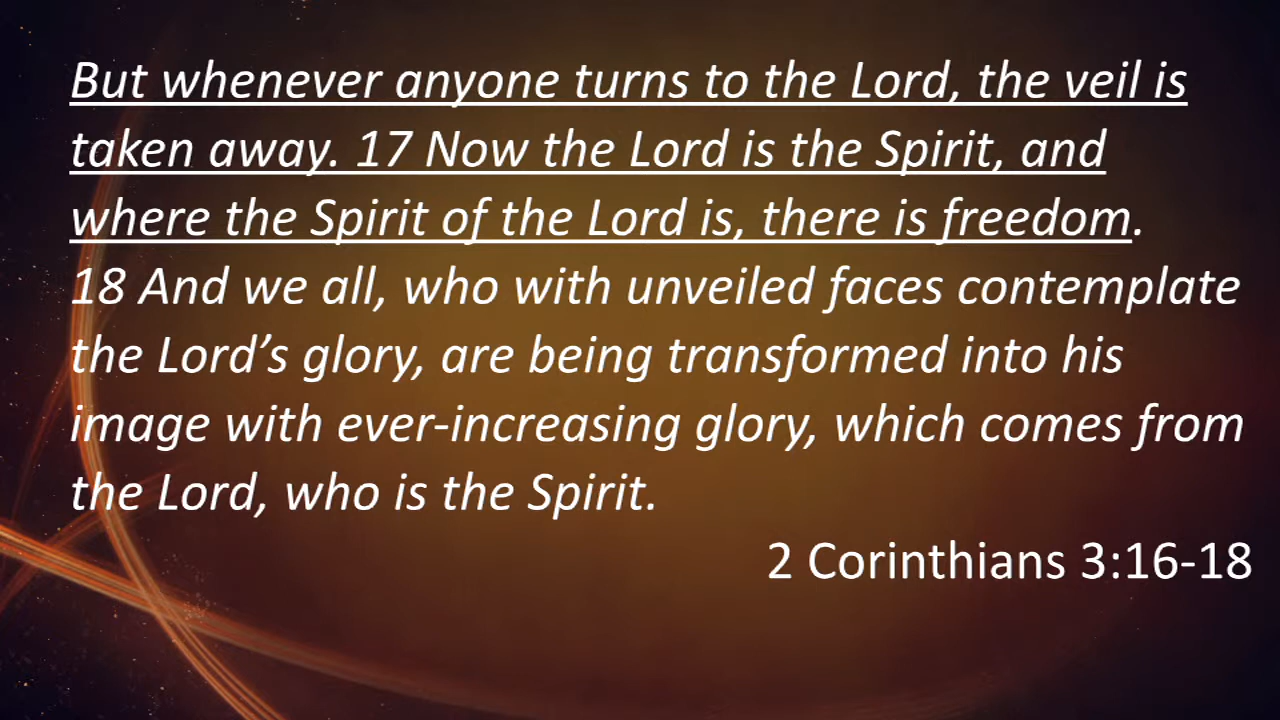 But whenever anyone turns to the Lord, the veil is
taken away. 17 Now the Lord is the Spirit, and
where the Spirit of the Lord is, there is freedom.
18 And we all, who with unveiled faces contemplate
the Lord’s glory, are being transformed into his
image with ever-increasing glory, which comes from
the Lord, who is the Spirit.
2 Corinthians 3:16-18